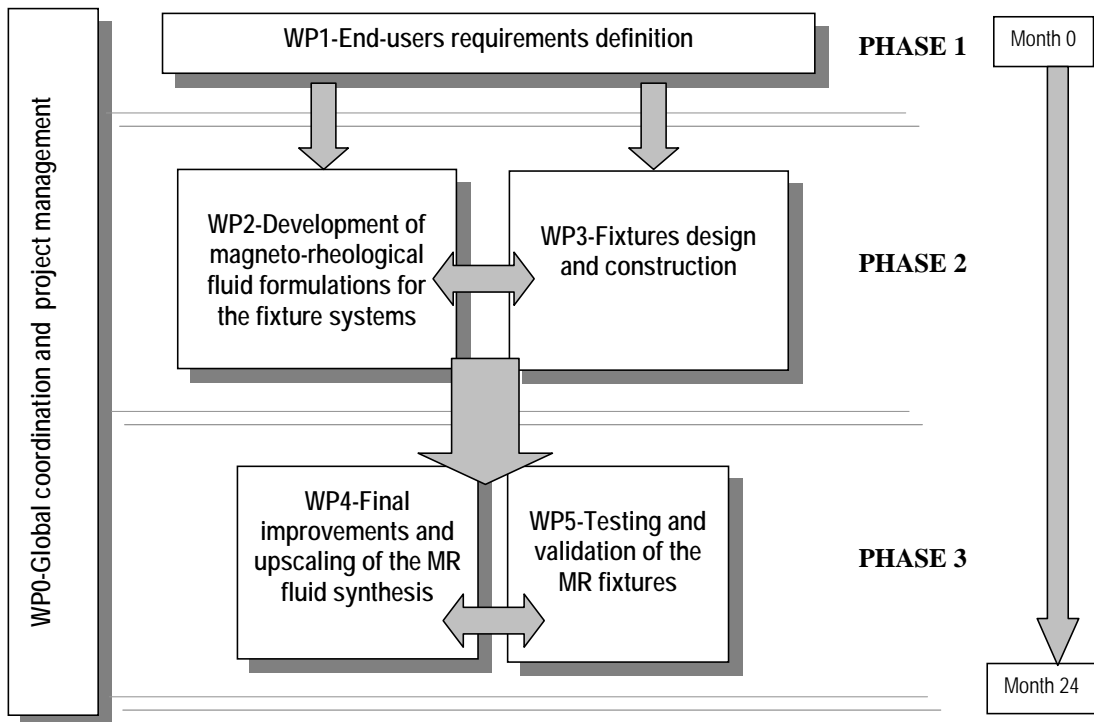 WP0-Global coordination and project management
WP1-End-users requirements definition
PHASE 1
Month 0
WP2-Development of
magneto-rheological
fluid formulations for
the fixture systems
WP3-Fixtures design
and construction
PHASE 2
WP4-Final
improvements and
upscaling of the MR
fluid synthesis
WP5-Testing and
validation of the
MR fixtures
PHASE 3
Month 24